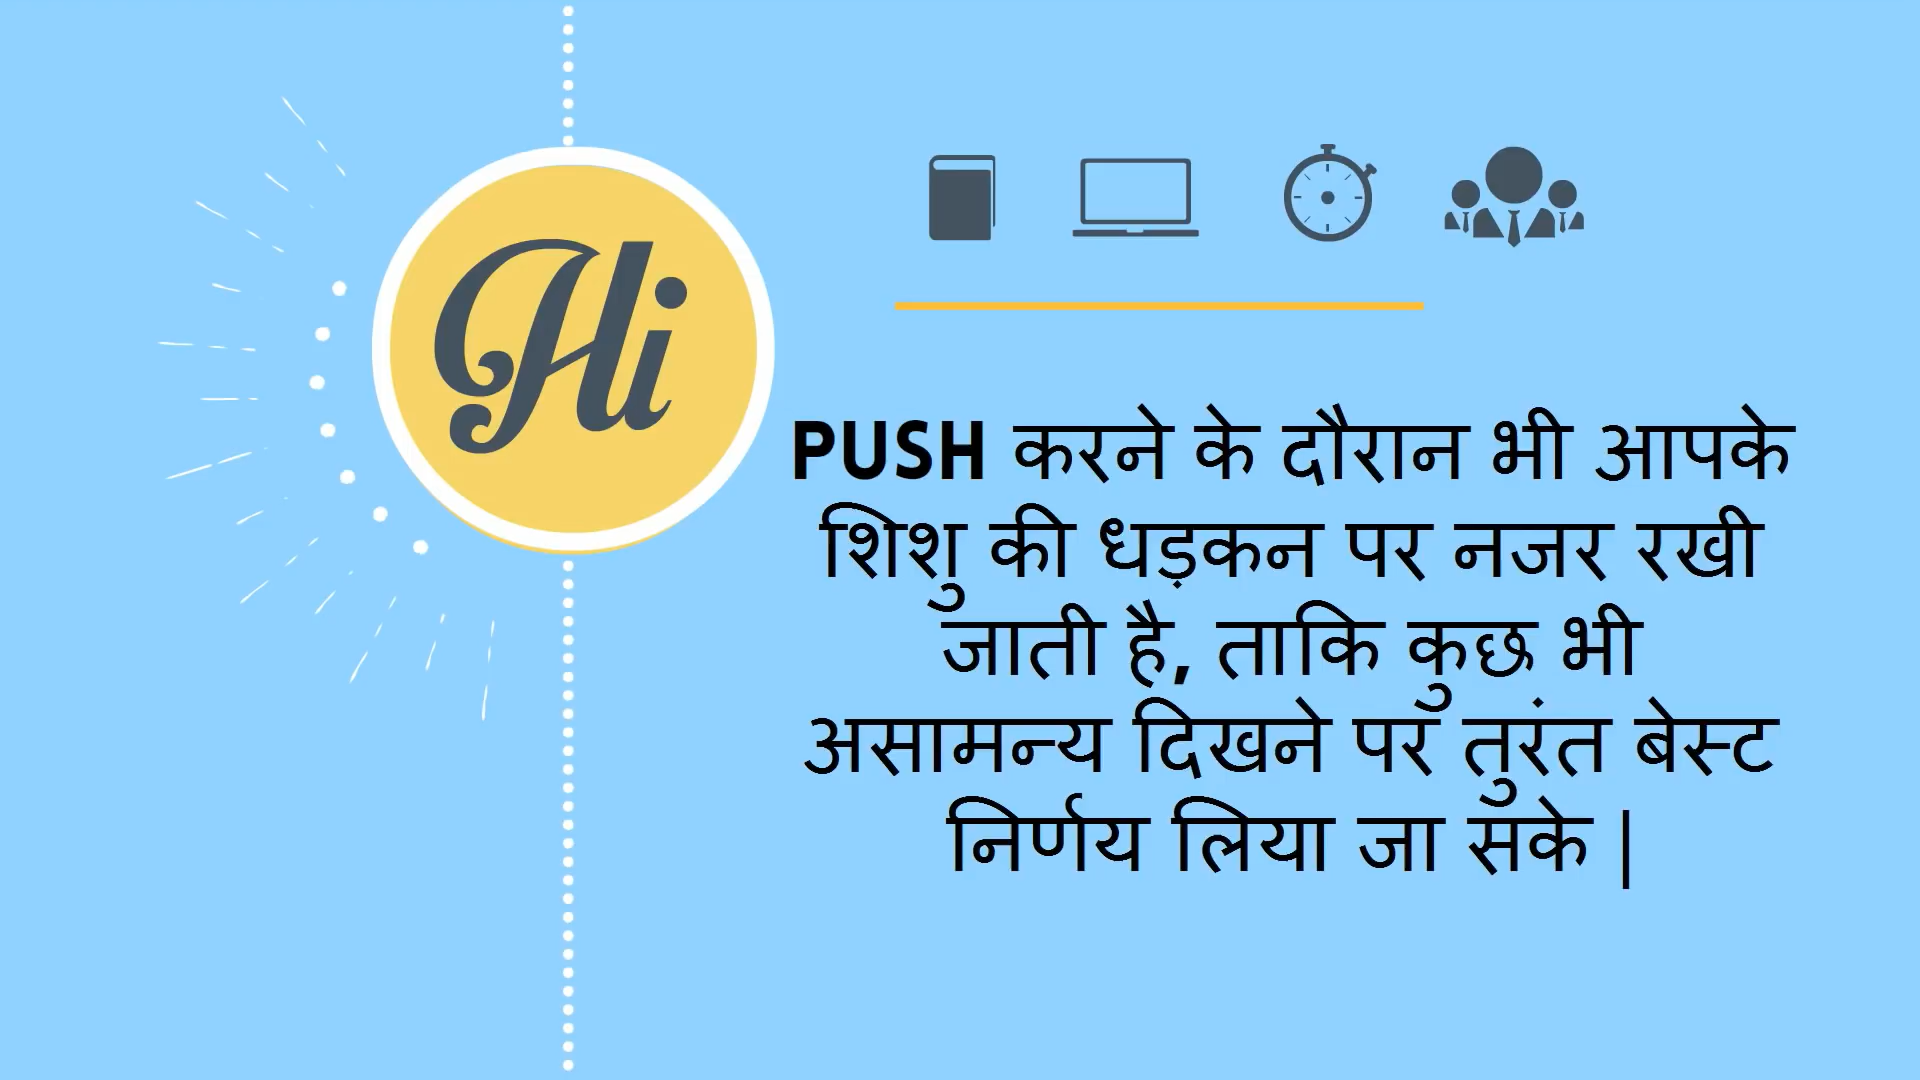 Hi
PUSH करने के दौरान भी आपके
शिशु की धड़कन पर नजर रखी
जाती है, ताकि कुछ भी
असामन्य दिखने पर तुरंत बेस्ट
निर्णय लिया जा सके |